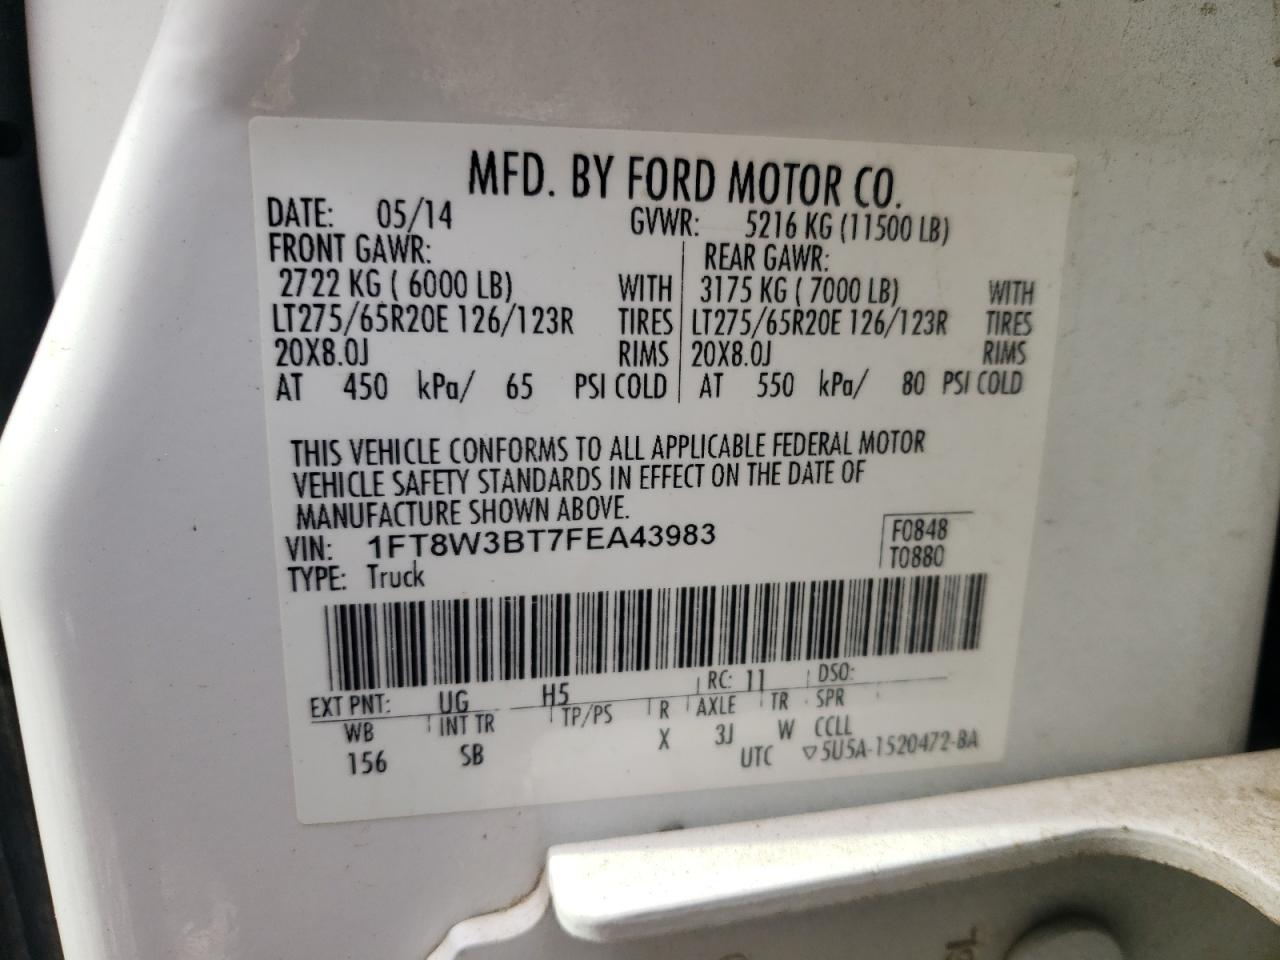 MFD. BY FORD MOTOR CO.
DATE: 05/14 GVWR: 5216 KG (11500 LB)
FRONT GAWR: REAR GAWR:
2722 KG ( 6000 LB) WITH 3175 KG ( 7000 LB) WITH
LT275/65R20E 126/123R TIRES LT275/65R20E 126/123R TIRES
20X8.0J RIMS 20X8.0J RIMS
AT 450 kPa/ 65 PSI COLD AT 550 kPa/ 80 PSI COLD
THIS VEHICLE CONFORMS TO ALL APPLICABLE FEDERAL MOTOR
VEHICLE SAFETY STANDARDS IN EFFECT ON THE DATE OF
MANUFACTURE SHOWN ABOVE.
VIN: 1FT8W3BT7FEA43983 F0848
TYPE: Truck T0880
EXT PNT: UG H5 RC: 11 DSO:
WB INT TR TP/PS R AXLE TR SPR
156 SB X 3J W CCLL
UTC ▽5U5A-1520472-BA